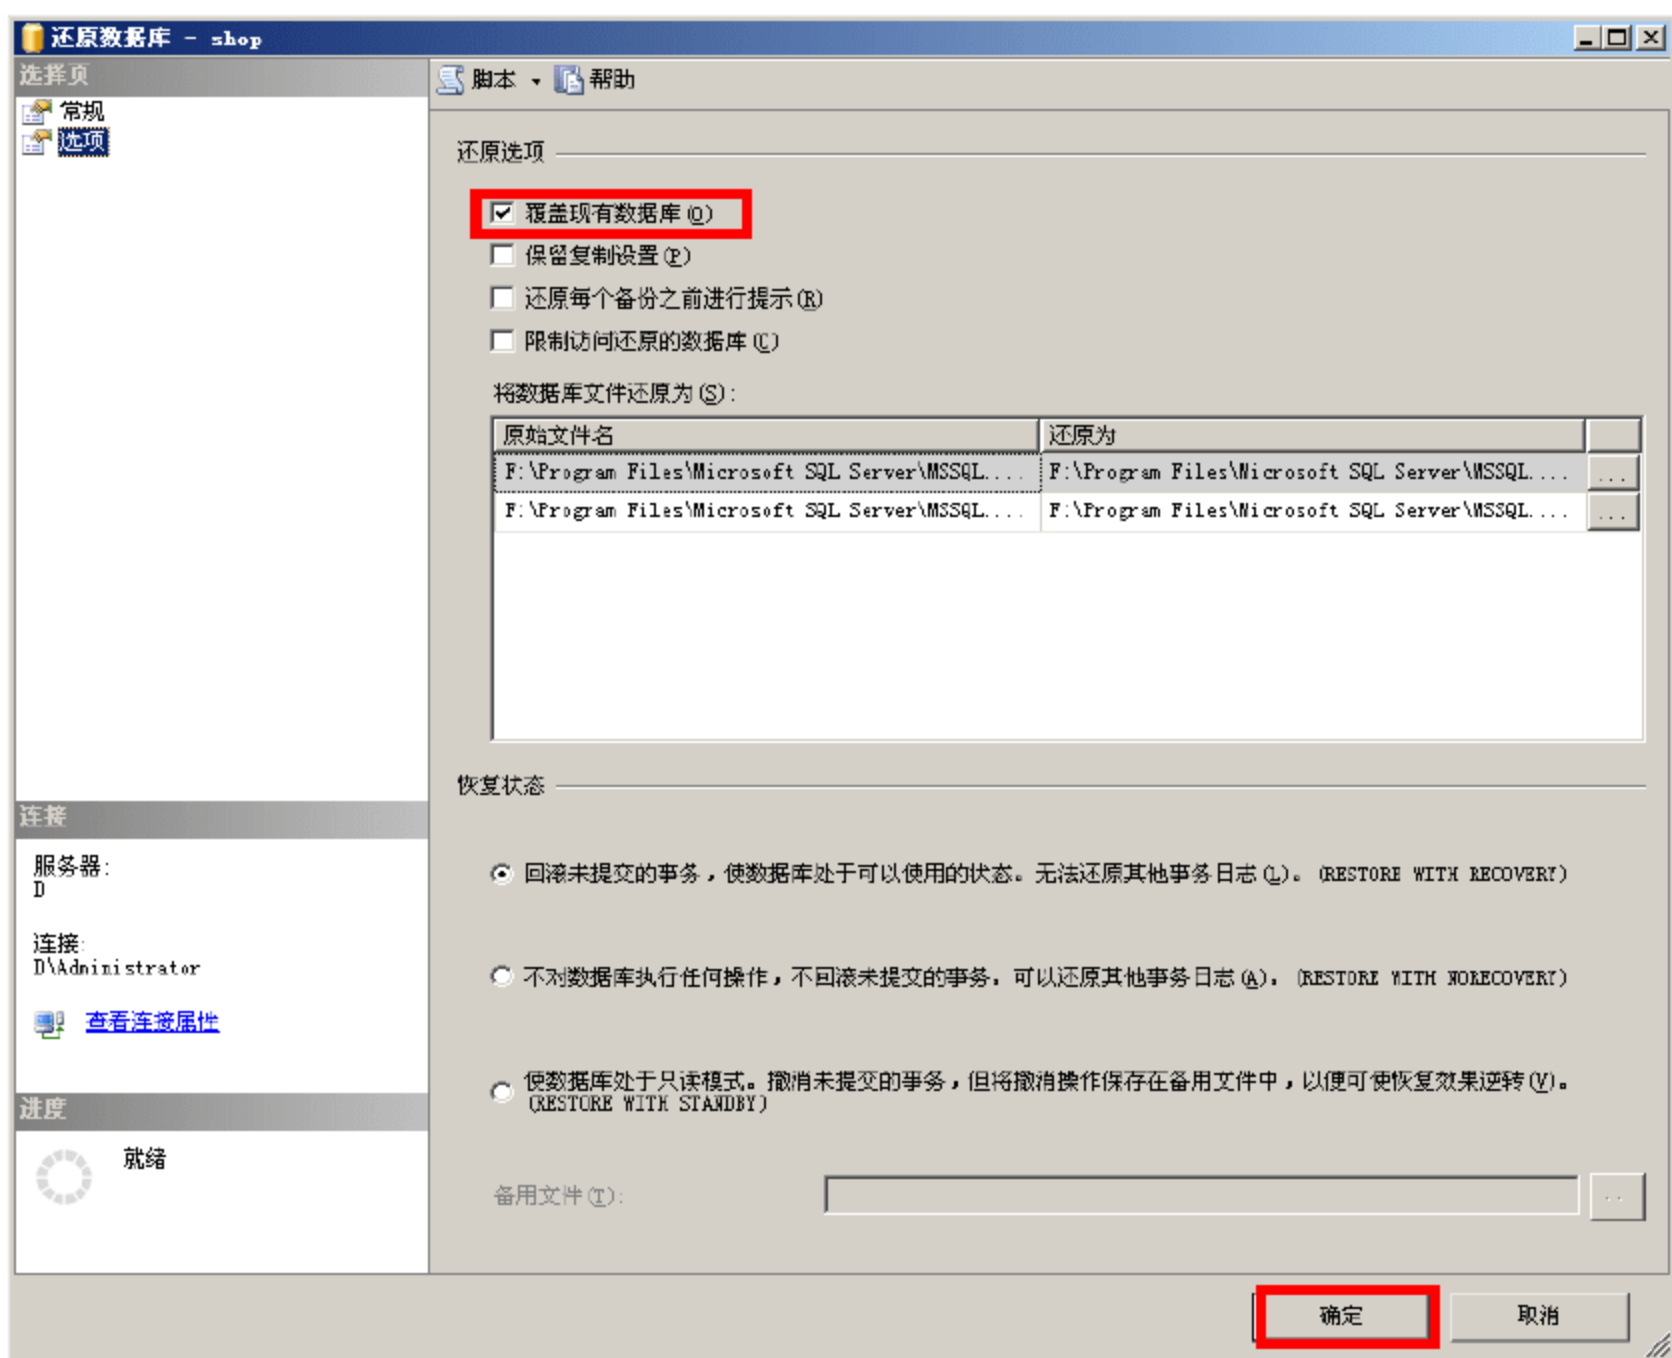 还原数据库 - shop
选择页
常规
选项
脚本 帮助
还原选项
覆盖现有数据库(O)
保留复制设置(P)
还原每个备份之前进行提示(R)
限制访问还原的数据库(C)
将数据库文件还原为(S):
原始文件名 还原为
F:\Program Files\Microsoft SQL Server\MSSQL.... F:\Program Files\Microsoft SQL Server\MSSQL.... ...
F:\Program Files\Microsoft SQL Server\MSSQL.... F:\Program Files\Microsoft SQL Server\MSSQL.... ...
恢复状态
回滚未提交的事务，使数据库处于可以使用的状态。无法还原其他事务日志(L)。(RESTORE WITH RECOVERY)
不对数据库执行任何操作，不回滚未提交的事务。可以还原其他事务日志(A)。(RESTORE WITH NORECOVERY)
使数据库处于只读模式。撤消未提交的事务，但将撤消操作保存在备用文件中，以便可使恢复效果逆转(V)。
(RESTORE WITH STANDBY)
备用文件(T):
连接
服务器:
D
连接:
D\Administrator
查看连接属性
进度
就绪
确定 取消